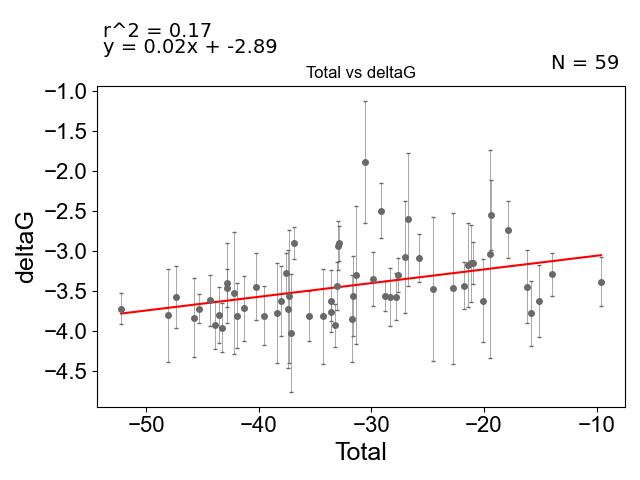 r^2 = 0.17
y = 0.02x + -2.89
N = 59
Total vs deltaG
−1.0
−1.5
−2.0
−2.5
−3.0
−3.5
−4.0
−4.5
deltaG
−50 −40 −30 −20 −10
Total